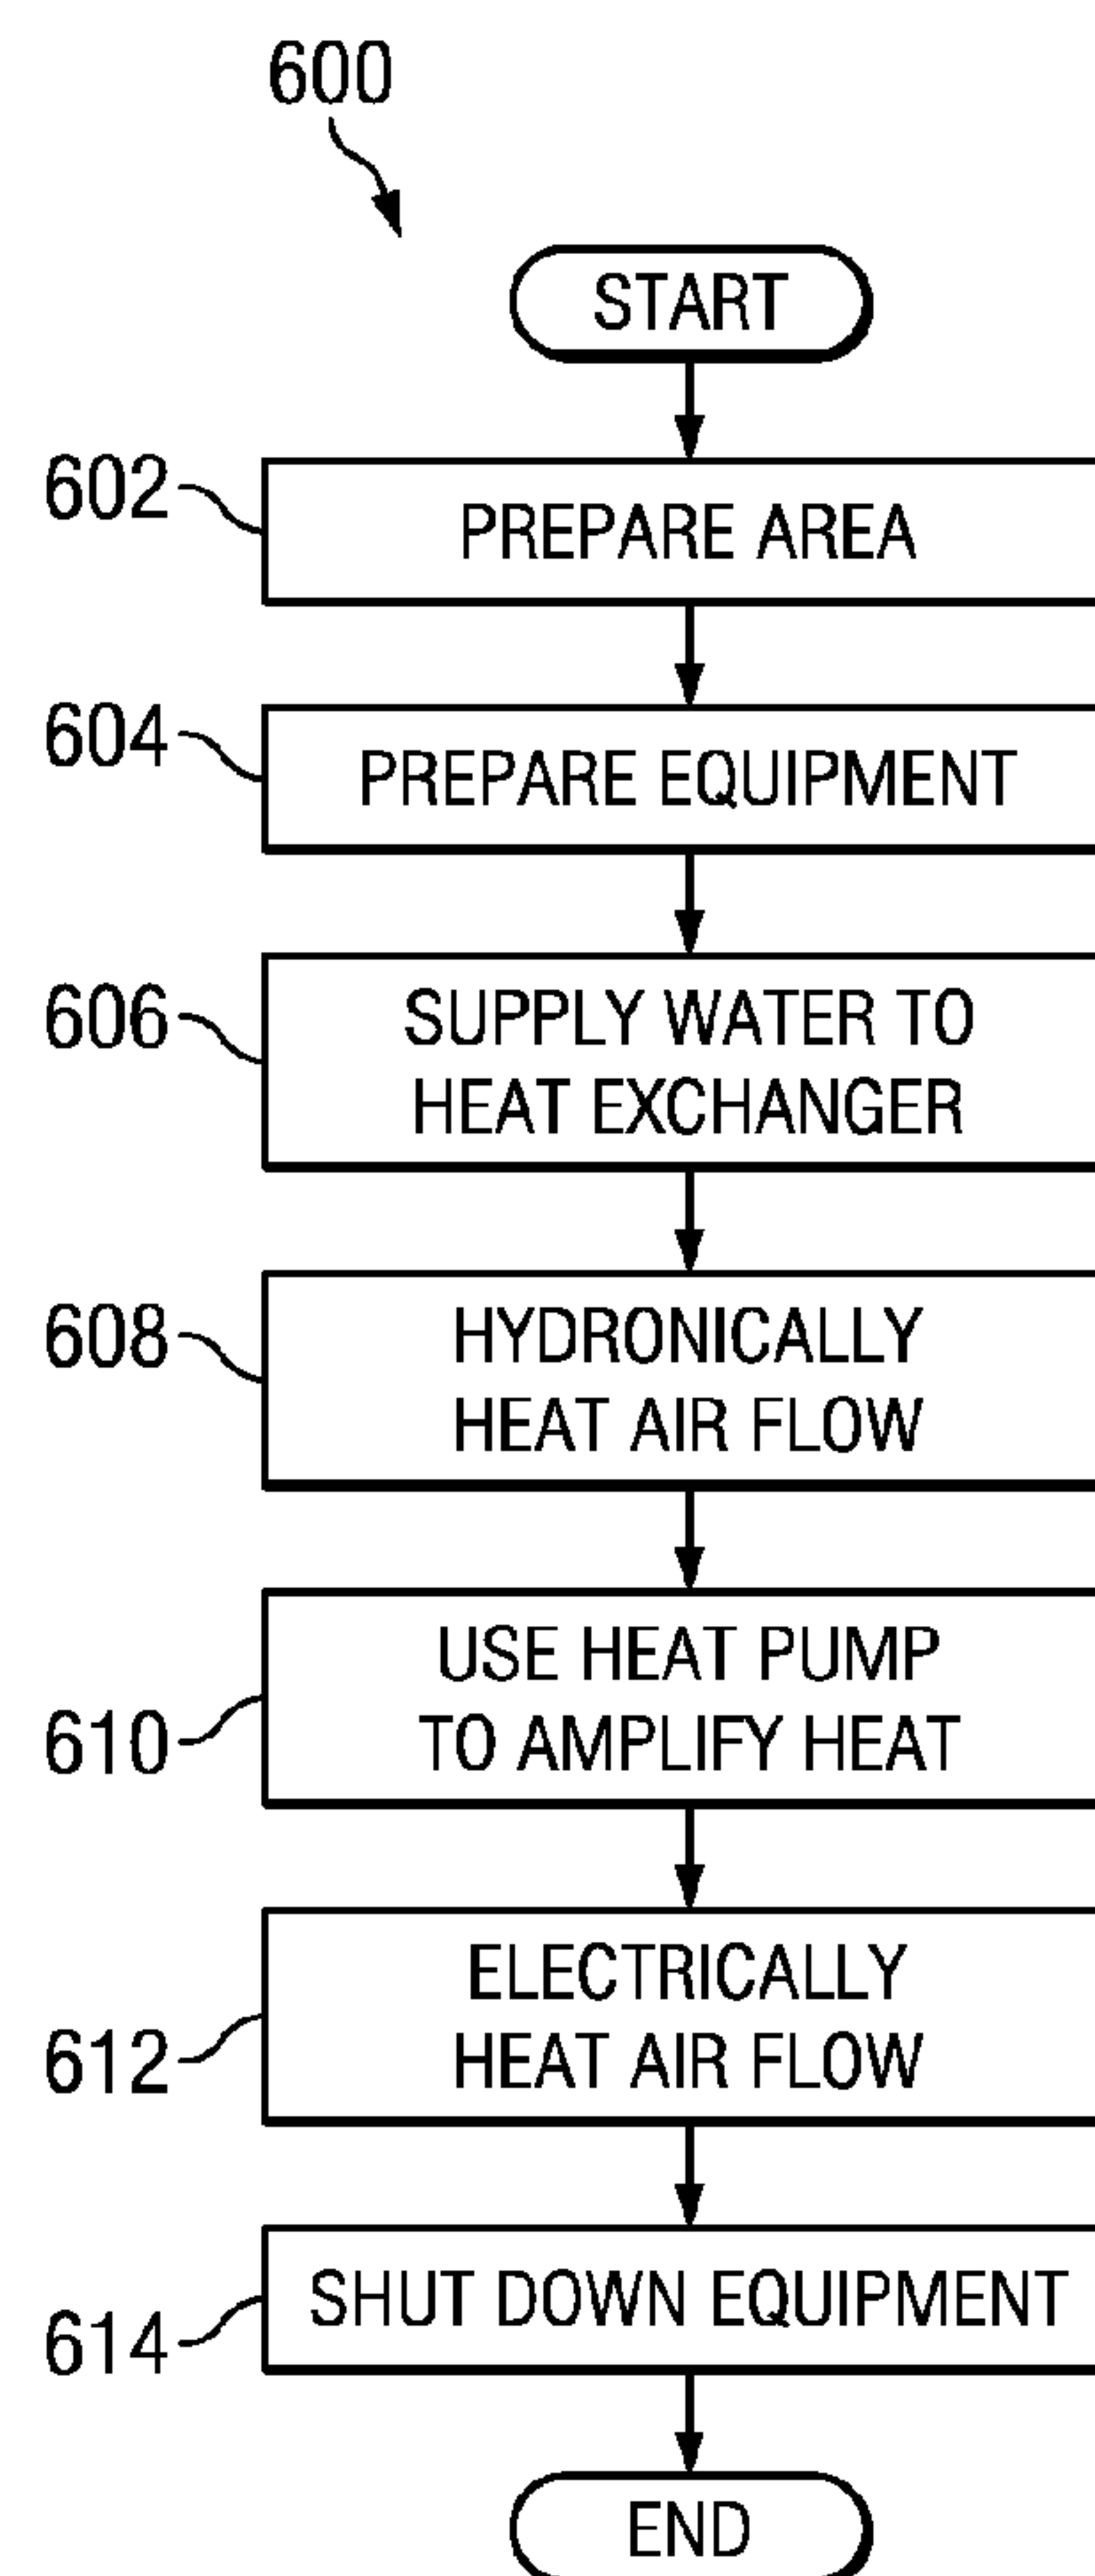 600
START
602
PREPARE AREA
604
PREPARE EQUIPMENT
606
SUPPLY WATER TO
HEAT EXCHANGER
608
HYDRONICALLY
HEAT AIR FLOW
610
USE HEAT PUMP
TO AMPLIFY HEAT
612
ELECTRICALLY
HEAT AIR FLOW
614
SHUT DOWN EQUIPMENT
END